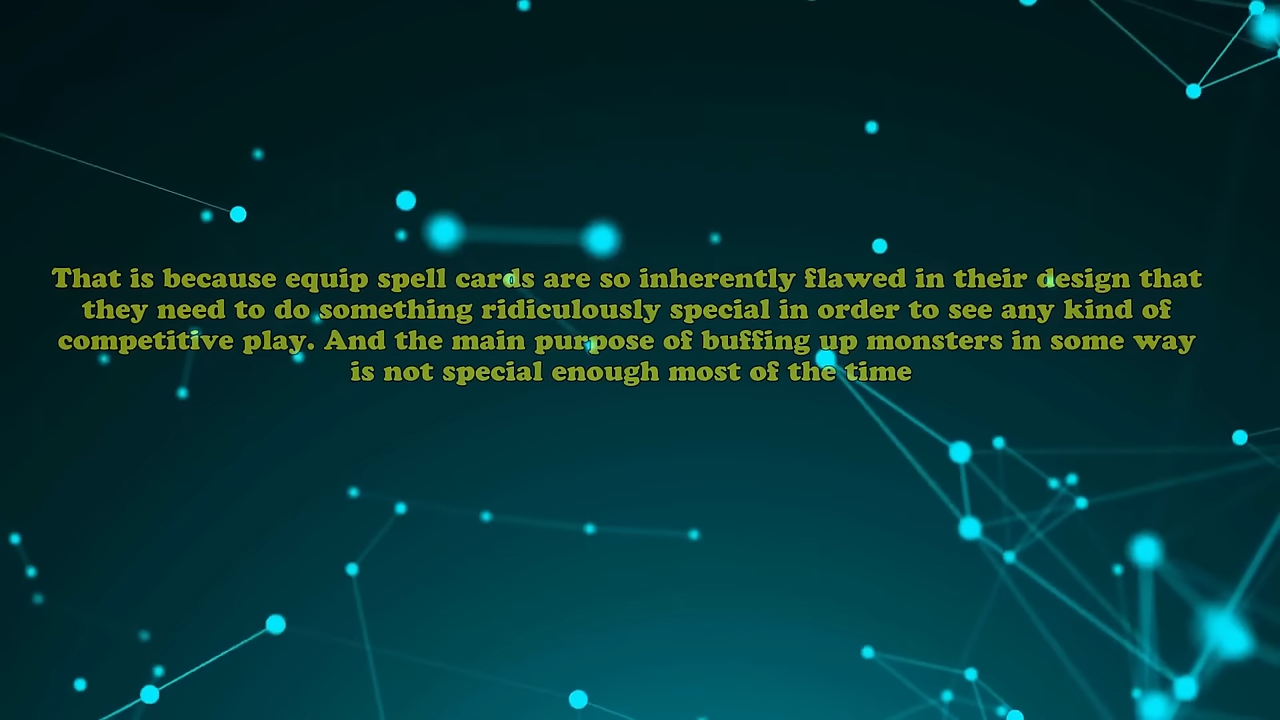 That is because equip spell cards are so inherently flawed in their design that
they need to do something ridiculously special in order to see any kind of
competitive play. And the main purpose of buffing up monsters in some way
is not special enough most of the time